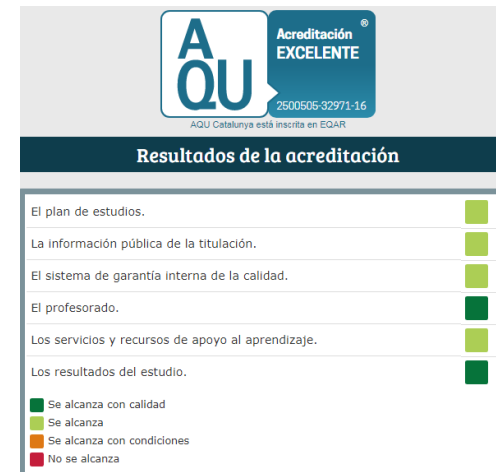 AQU
Acreditación ®
EXCELENTE
2500505-32971-16
AQU Catalunya está inscrita en EQAR
Resultados de la acreditación
El plan de estudios.
La información pública de la titulación.
El sistema de garantía interna de la calidad.
El profesorado.
Los servicios y recursos de apoyo al aprendizaje.
Los resultados del estudio.
Se alcanza con calidad
Se alcanza
Se alcanza con condiciones
No se alcanza